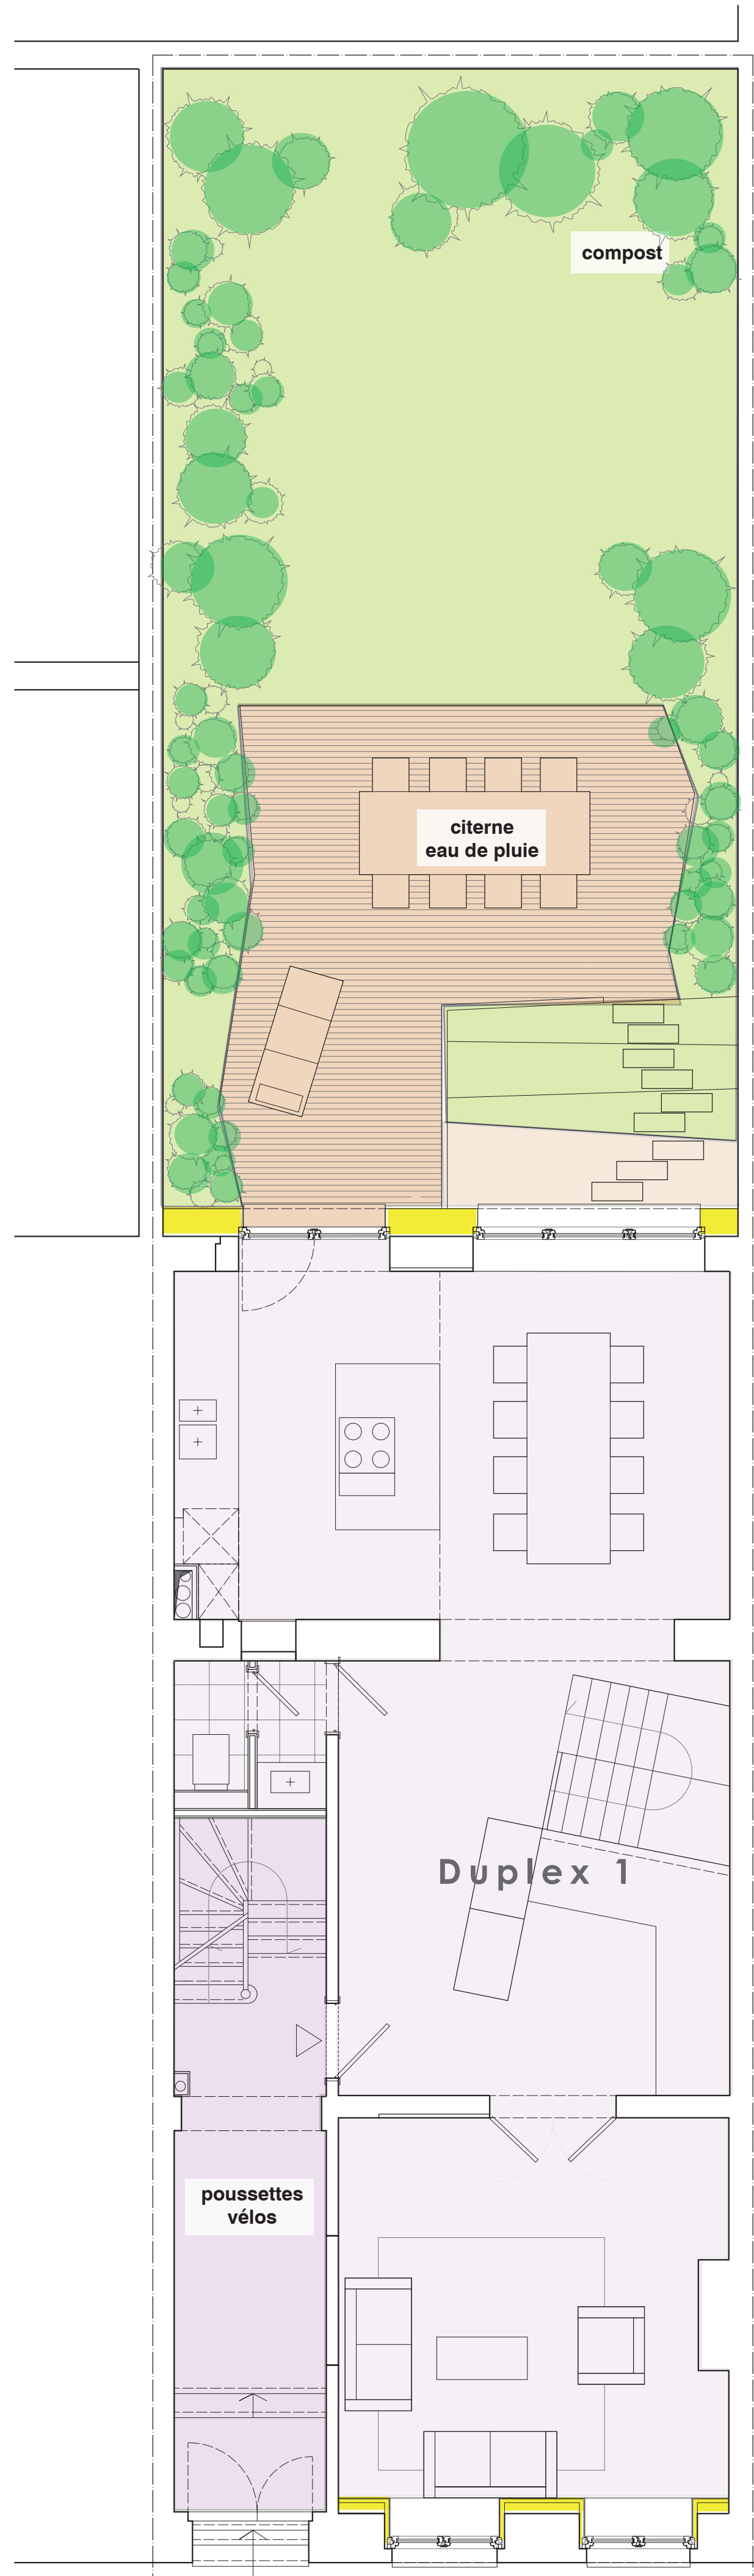 compost
citerne
eau de pluie
Duplex 1
poussettes
vélos